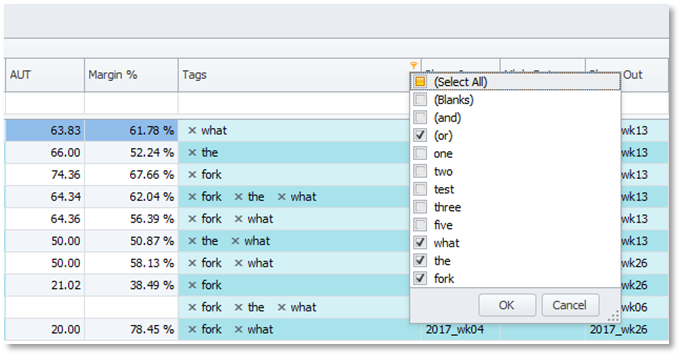 AUT Margin % Tags Out
(Select All)
(Blanks)
(and)
63.83 61.78 % × what (or) wk13
66.00 52.24 % × the one wk13
74.36 67.66 % × fork two wk13
64.34 62.04 % × fork × the × what test wk13
64.36 56.39 % × fork × what three wk13
50.00 50.87 % × the × what five wk13
50.00 58.13 % × fork × what what wk26
21.02 38.49 % × fork the wk26
fork
× fork × the × what OK Cancel wk06
20.00 78.45 % × fork × what 2017_wk04 2017_wk26